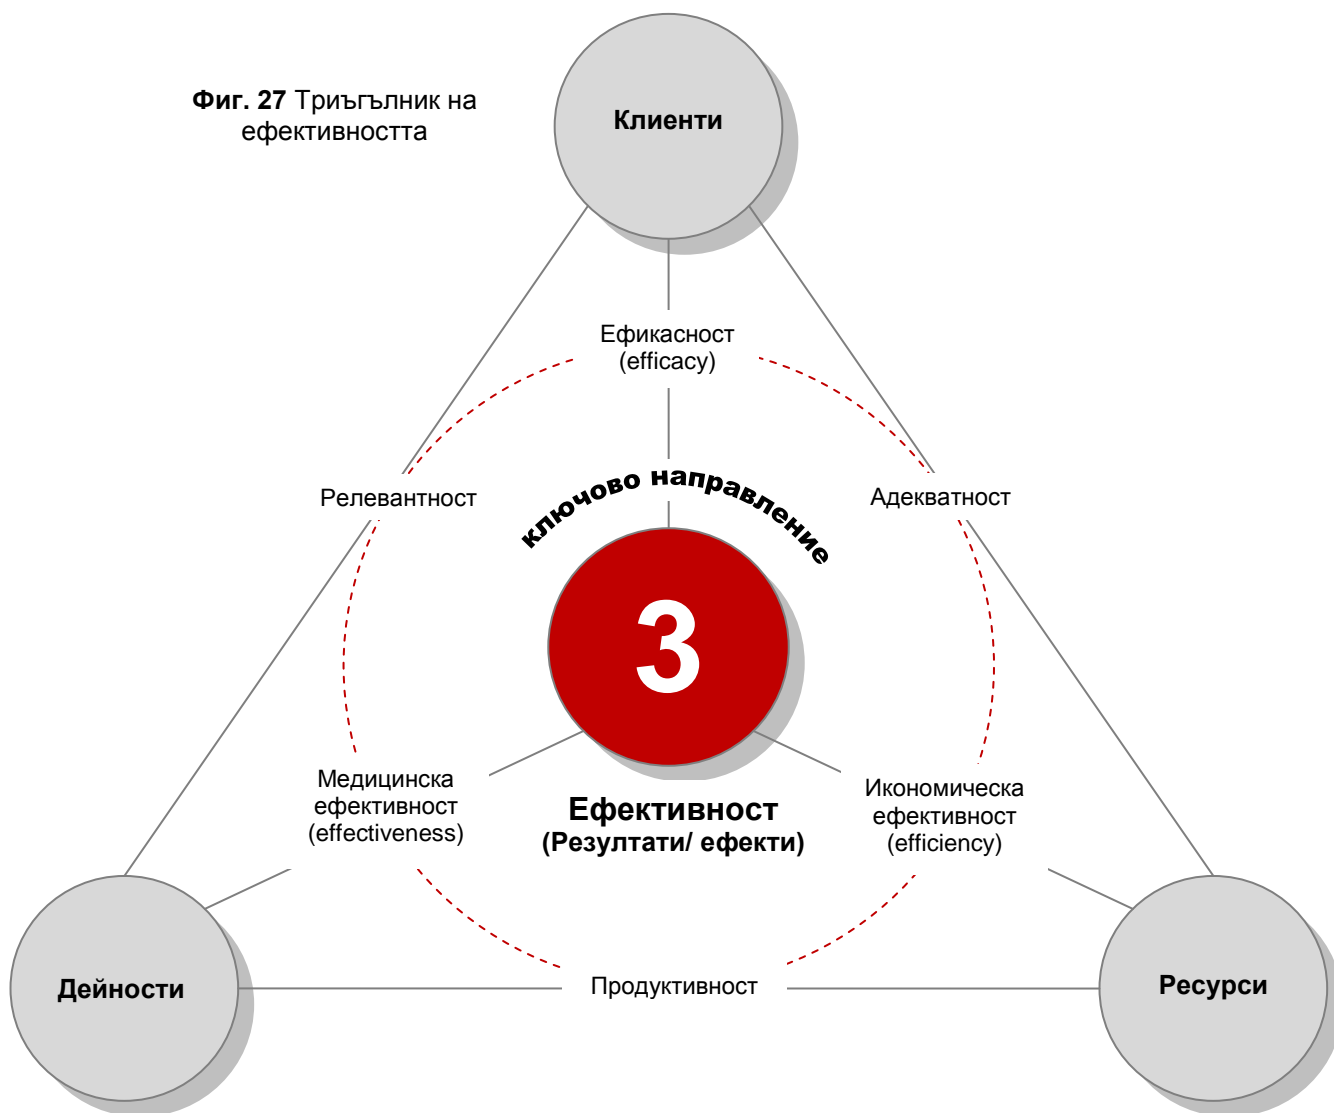 Фиг. 27 Триъгълник на
ефективността
Клиенти
Ефикасност
(efficacy)
Релевантност
Адекватност
ключово направление
3
Медицинска
ефективност
(effectiveness)
Ефективност
(Резултати/ ефекти)
Икономическа
ефективност
(efficiency)
Дейности
Продуктивност
Ресурси